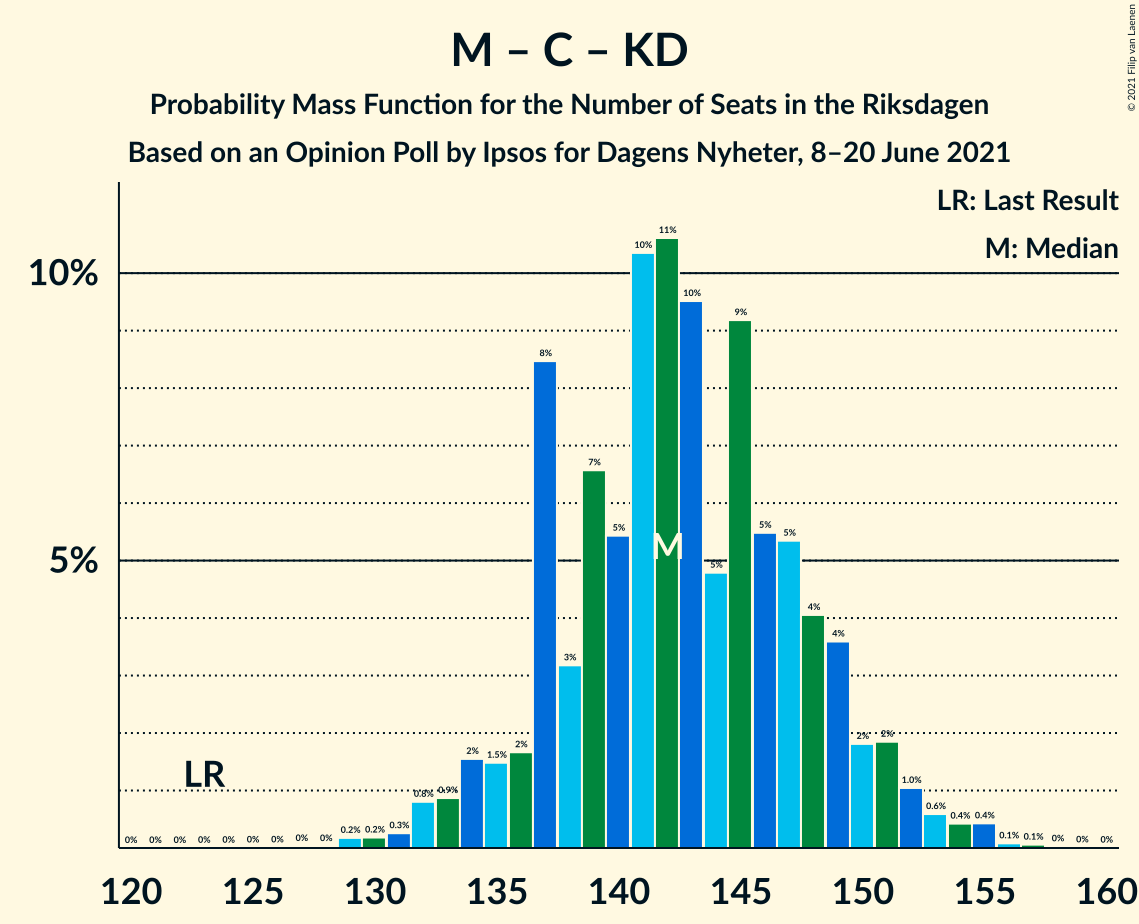 M – C – KD
Probability Mass Function for the Number of Seats in the Riksdagen
Based on an Opinion Poll by Ipsos for Dagens Nyheter, 8–20 June 2021
© 2021 Filip van Laenen
LR: Last Result
M: Median
10%
5%
LR
M
0% 0% 0% 0% 0% 0% 0% 0% 0% 0.2% 0.2% 0.3% 0.8% 0.9% 2% 1.5% 2% 8% 3% 7% 5% 10% 11% 10% 5% 9% 5% 5% 4% 4% 2% 2% 1.0% 0.6% 0.4% 0.4% 0.1% 0.1% 0% 0% 0%
120 125 130 135 140 145 150 155 160